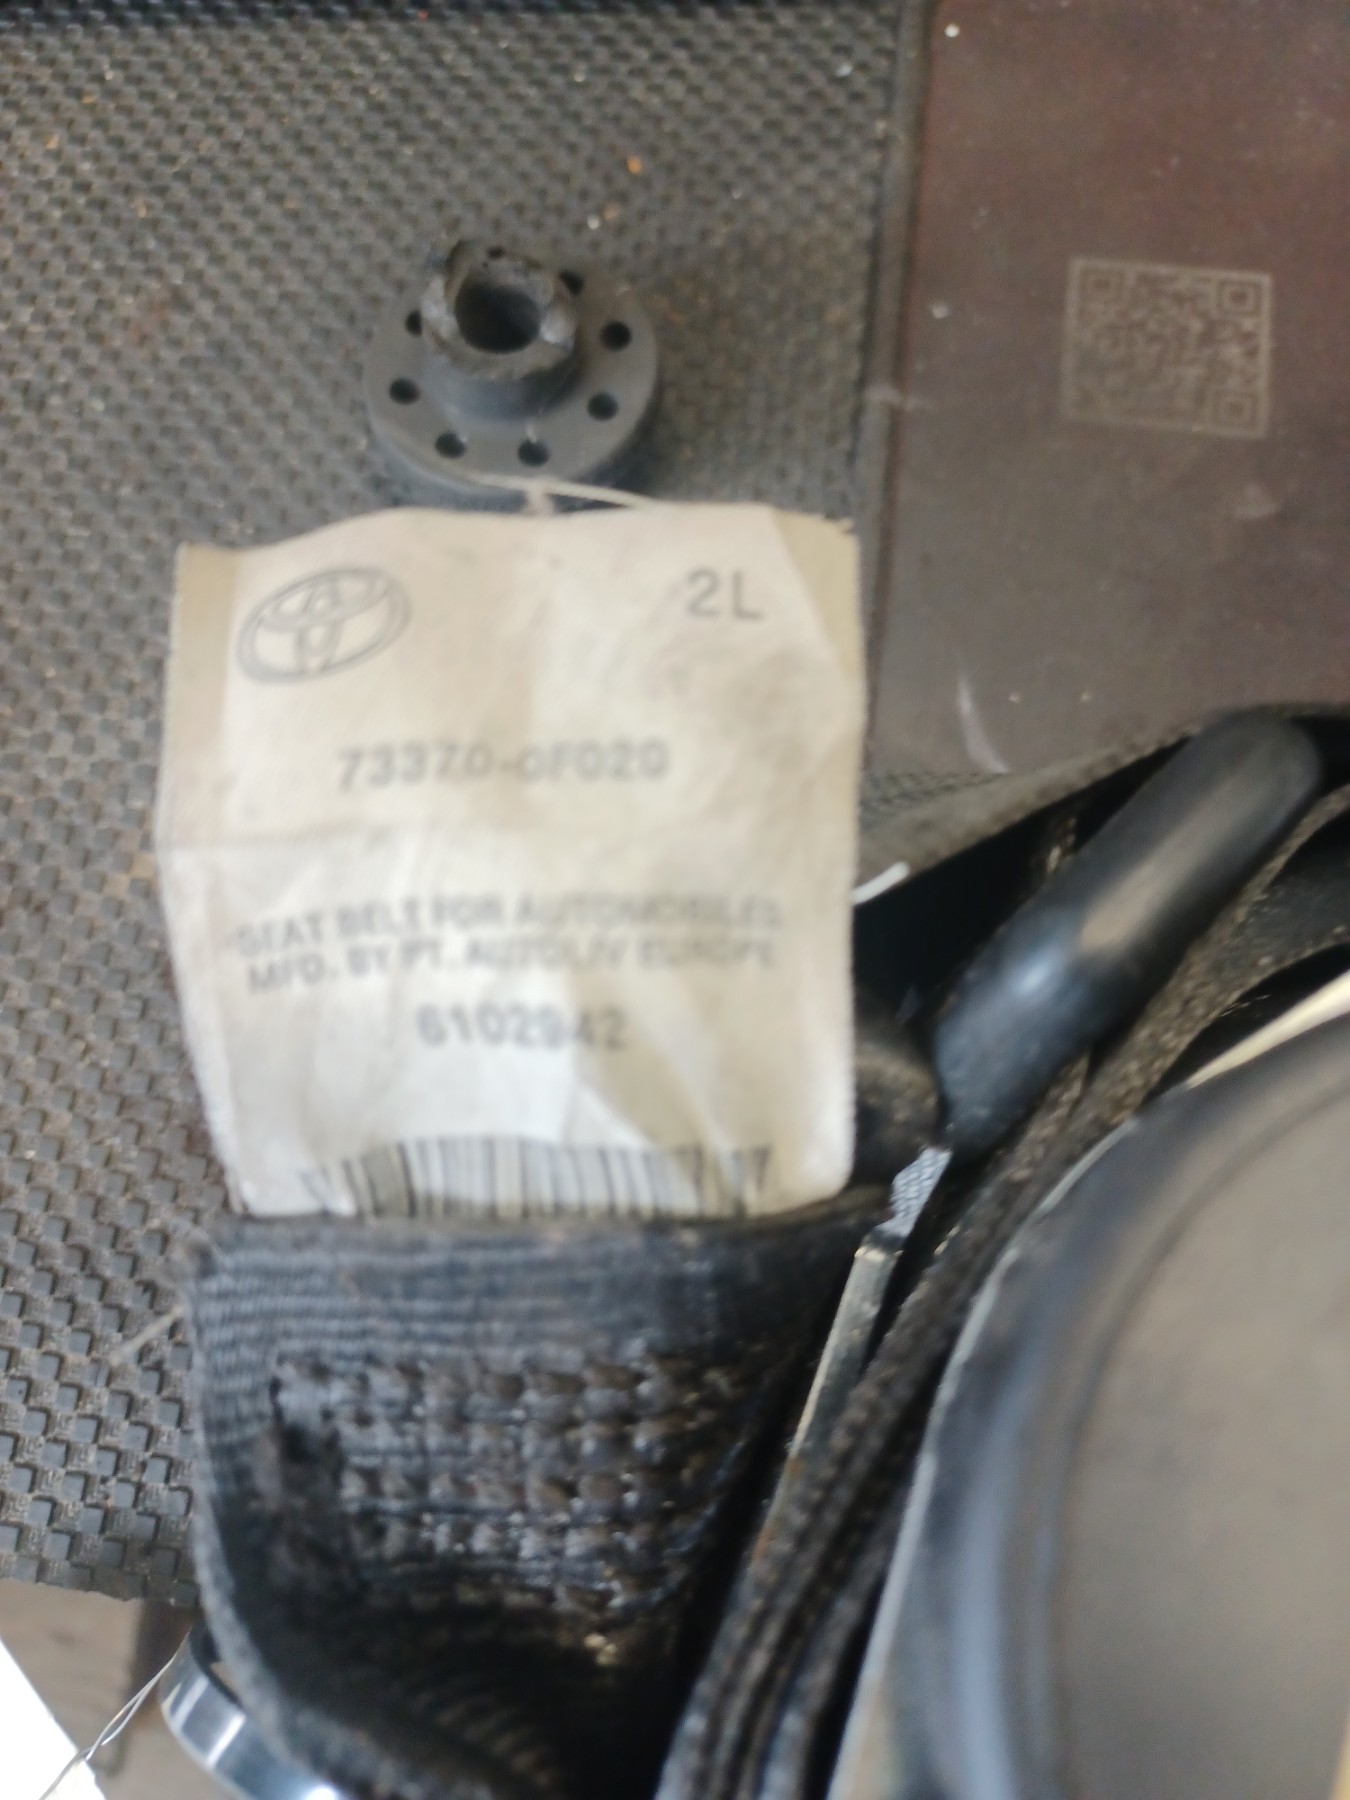 2L
73370-0F020
SEAT BELT FOR AUTOMOBILES
MFD. BY PT. AUTOLIV EUROPE
6102942